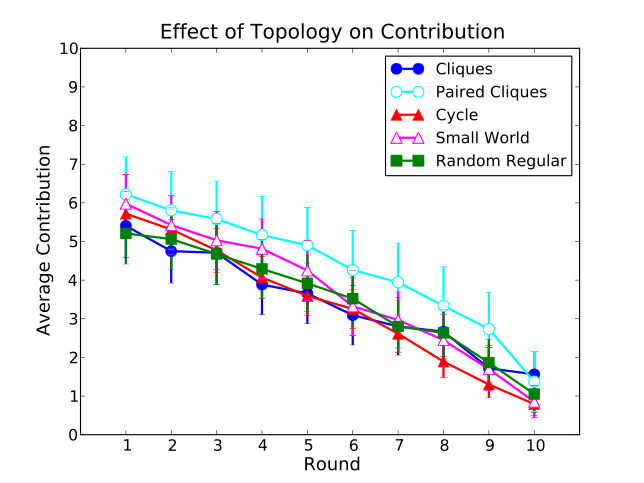 Effect of Topology on Contribution
10
9
8
7
6
5
4
3
2
1
0
Average Contribution
Cliques
Paired Cliques
Cycle
Small World
Random Regular
1 2 3 4 5 6 7 8 9 10
Round